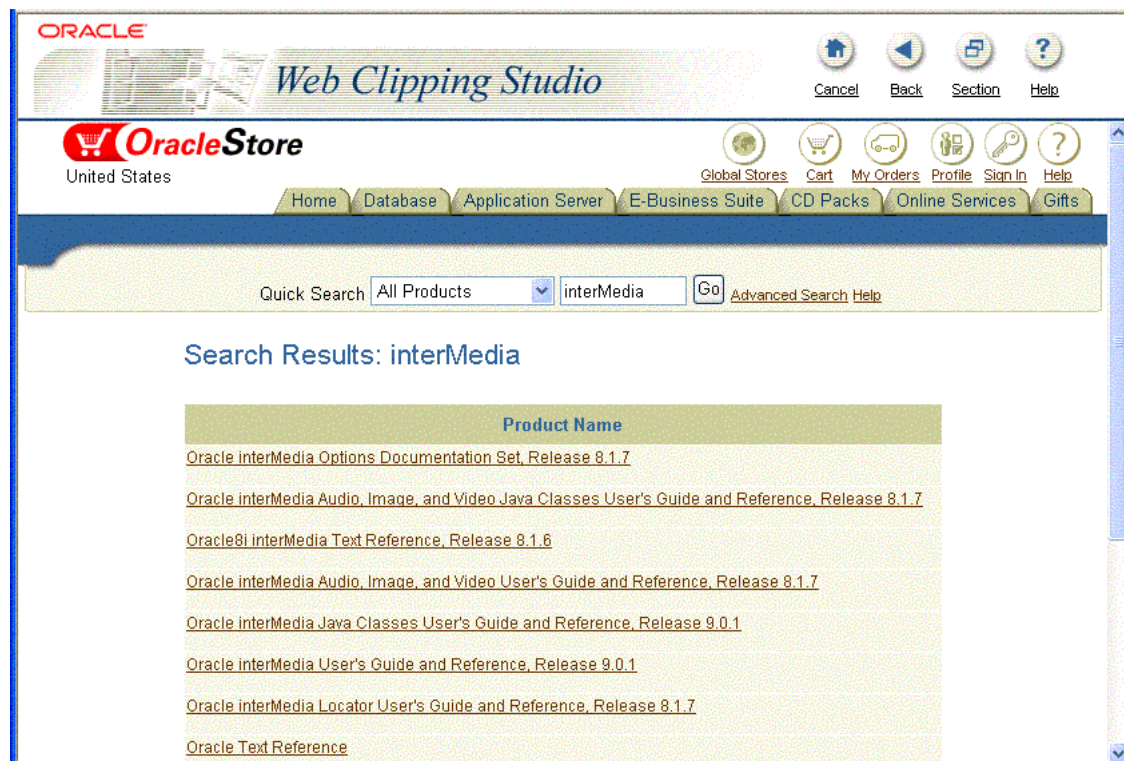 ORACLE
Web Clipping Studio
Cancel Back Section Help
OracleStore
United States
Global Stores Cart My Orders Profile Sign In Help
Home Database Application Server E-Business Suite CD Packs Online Services Gifts
Quick Search All Products interMedia Go Advanced Search Help
Search Results: interMedia
Product Name
Oracle interMedia Options Documentation Set, Release 8.1.7
Oracle interMedia Audio, Image, and Video Java Classes User's Guide and Reference, Release 8.1.7
Oracle8i interMedia Text Reference, Release 8.1.6
Oracle interMedia Audio, Image, and Video User's Guide and Reference, Release 8.1.7
Oracle interMedia Java Classes User's Guide and Reference, Release 9.0.1
Oracle interMedia User's Guide and Reference, Release 9.0.1
Oracle interMedia Locator User's Guide and Reference, Release 8.1.7
Oracle Text Reference